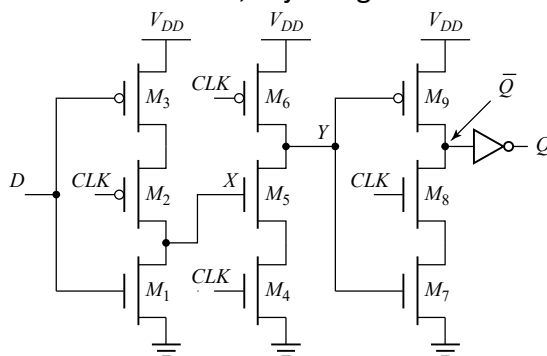 V_DD V_DD V_DD
CLK
M_3 M_6 M_9 Q̅
Y
Q
CLK
D M_2 X M_5 CLK M_8
CLK
M_1 M_4 M_7